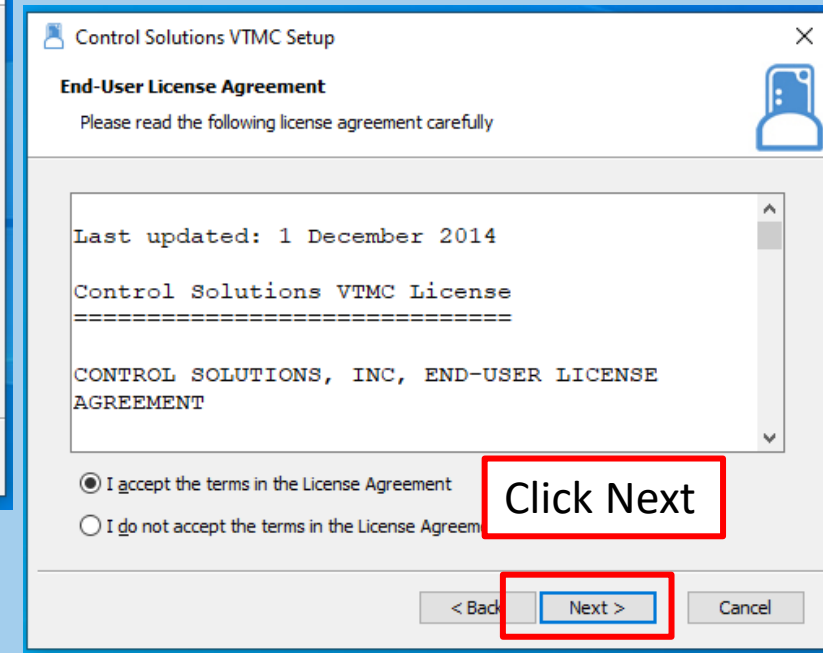 Control Solutions VTMC Setup
End-User License Agreement
Please read the following license agreement carefully
Last updated: 1 December 2014
Control Solutions VTMC License
==============================
CONTROL SOLUTIONS, INC, END-USER LICENSE
AGREEMENT
I accept the terms in the License Agreement
I do not accept the terms in the License Agreem
Click Next
< Back
Next >
Cancel